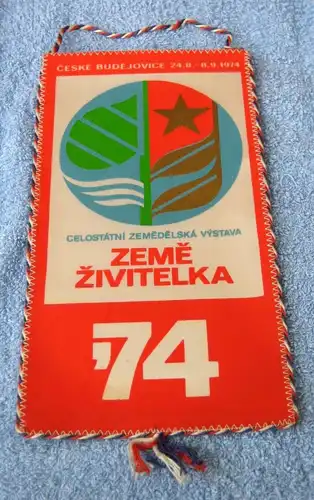 ČESKÉ BUDĚJOVICE 24.8.-8.9.1974
CELOSTÁTNÍ ZEMĚDĚLSKÁ VÝSTAVA
ZEMĚ
ŽIVITELKA
'74